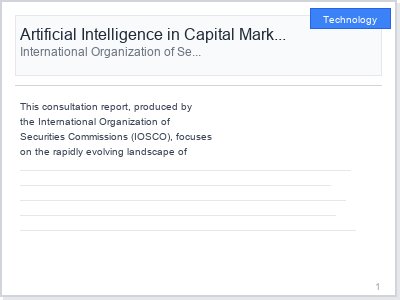 Technology
Artificial Intelligence in Capital Mark...
International Organization of Se...
This consultation report, produced by
the International Organization of
Securities Commissions (IOSCO), focuses
on the rapidly evolving landscape of
1